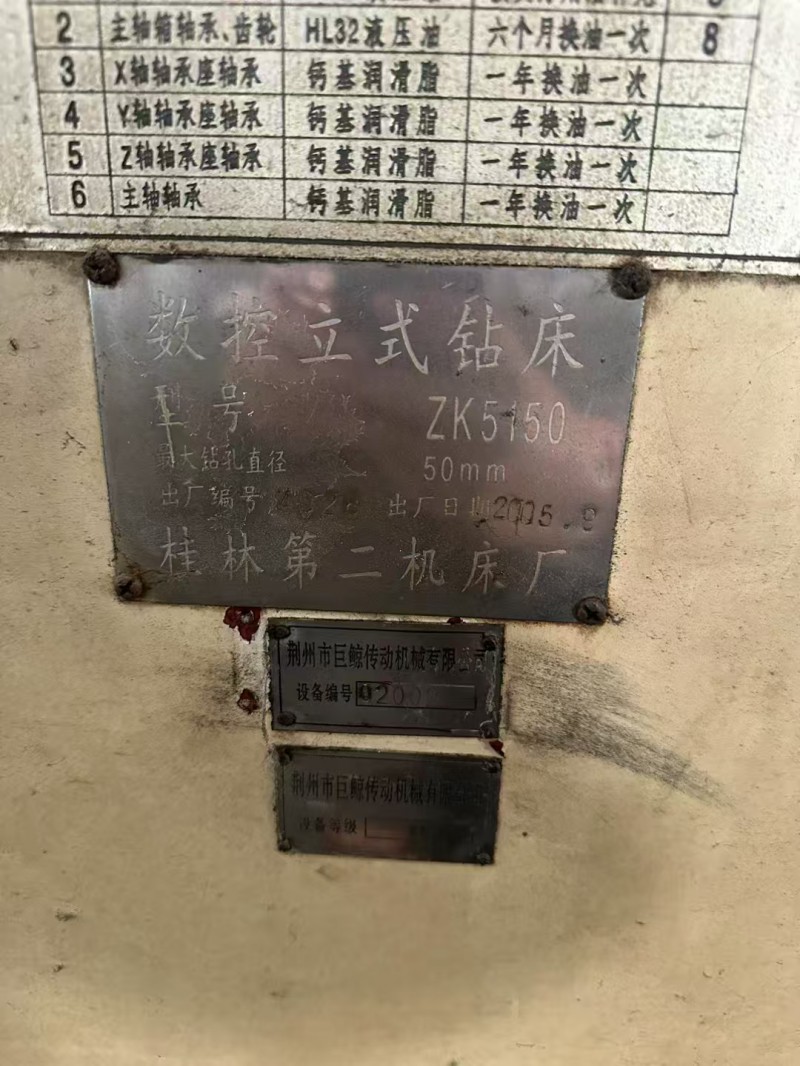 2 主轴箱轴承、齿轮 HL32液压油 六个月换油一次 8
3 X轴轴承座轴承 钙基润滑脂 一年换油一次
4 Y轴轴承座轴承 钙基润滑脂 一年换油一次
5 Z轴轴承座轴承 钙基润滑脂 一年换油一次
6 主轴轴承 钙基润滑脂 一年换油一次
数控立式钻床
型号 ZK5150
最大钻孔直径 50mm
出厂编号 出厂日期 2005.9
桂林第二机床厂
荆州市巨鲸传动机械有限公司
设备编号
荆州市巨鲸传动机械有限公司
设备等级